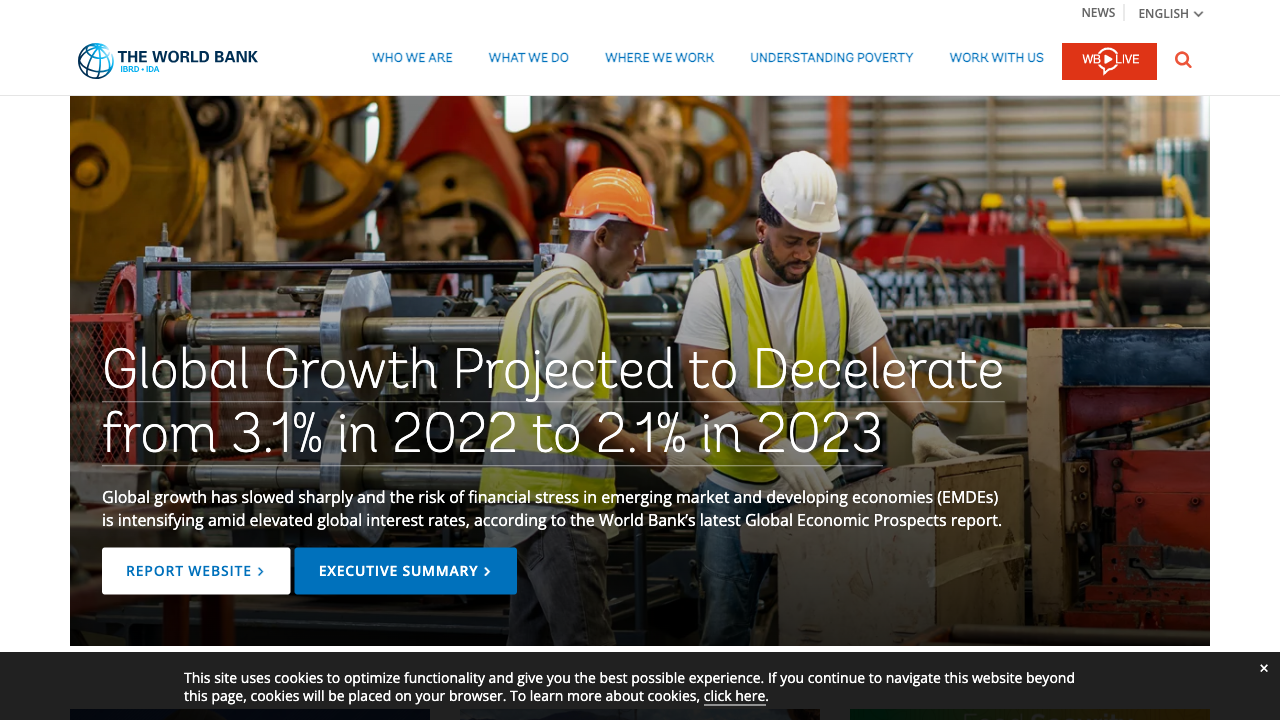 NEWS
ENGLISH
THE WORLD BANK
IBRD • IDA
WHO WE ARE
WHAT WE DO
WHERE WE WORK
UNDERSTANDING POVERTY
WORK WITH US
WB LIVE
Global Growth Projected to Decelerate
from 3.1% in 2022 to 2.1% in 2023
Global growth has slowed sharply and the risk of financial stress in emerging market and developing economies (EMDEs)
is intensifying amid elevated global interest rates, according to the World Bank’s latest Global Economic Prospects report.
REPORT WEBSITE
EXECUTIVE SUMMARY
This site uses cookies to optimize functionality and give you the best possible experience. If you continue to navigate this website beyond
this page, cookies will be placed on your browser. To learn more about cookies, click here.
×